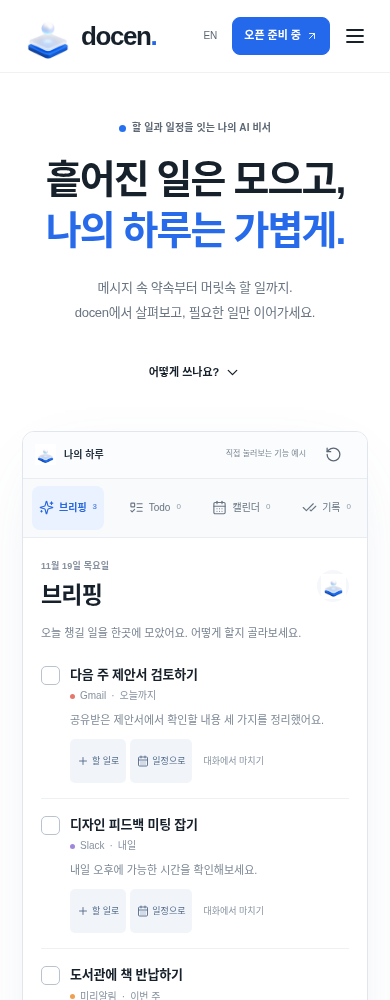 docen.
EN
오픈 준비 중
할 일과 일정을 잇는 나의 AI 비서
흩어진 일은 모으고,
나의 하루는 가볍게.
메시지 속 약속부터 머릿속 할 일까지.
docen에서 살펴보고, 필요한 일만 이어가세요.
어떻게 쓰나요?
나의 하루
직접 눌러보는 기능 예시
브리핑 3
Todo 0
캘린더 0
기록 0
11월 19일 목요일
브리핑
오늘 챙길 일을 한곳에 모았어요. 어떻게 할지 골라보세요.
다음 주 제안서 검토하기
Gmail · 오늘까지
공유받은 제안서에서 확인할 내용 세 가지를 정리했어요.
할 일로
일정으로
대화에서 마치기
디자인 피드백 미팅 잡기
Slack · 내일
내일 오후에 가능한 시간을 확인해보세요.
할 일로
일정으로
대화에서 마치기
도서관에 책 반납하기
미리알림 · 이번 주